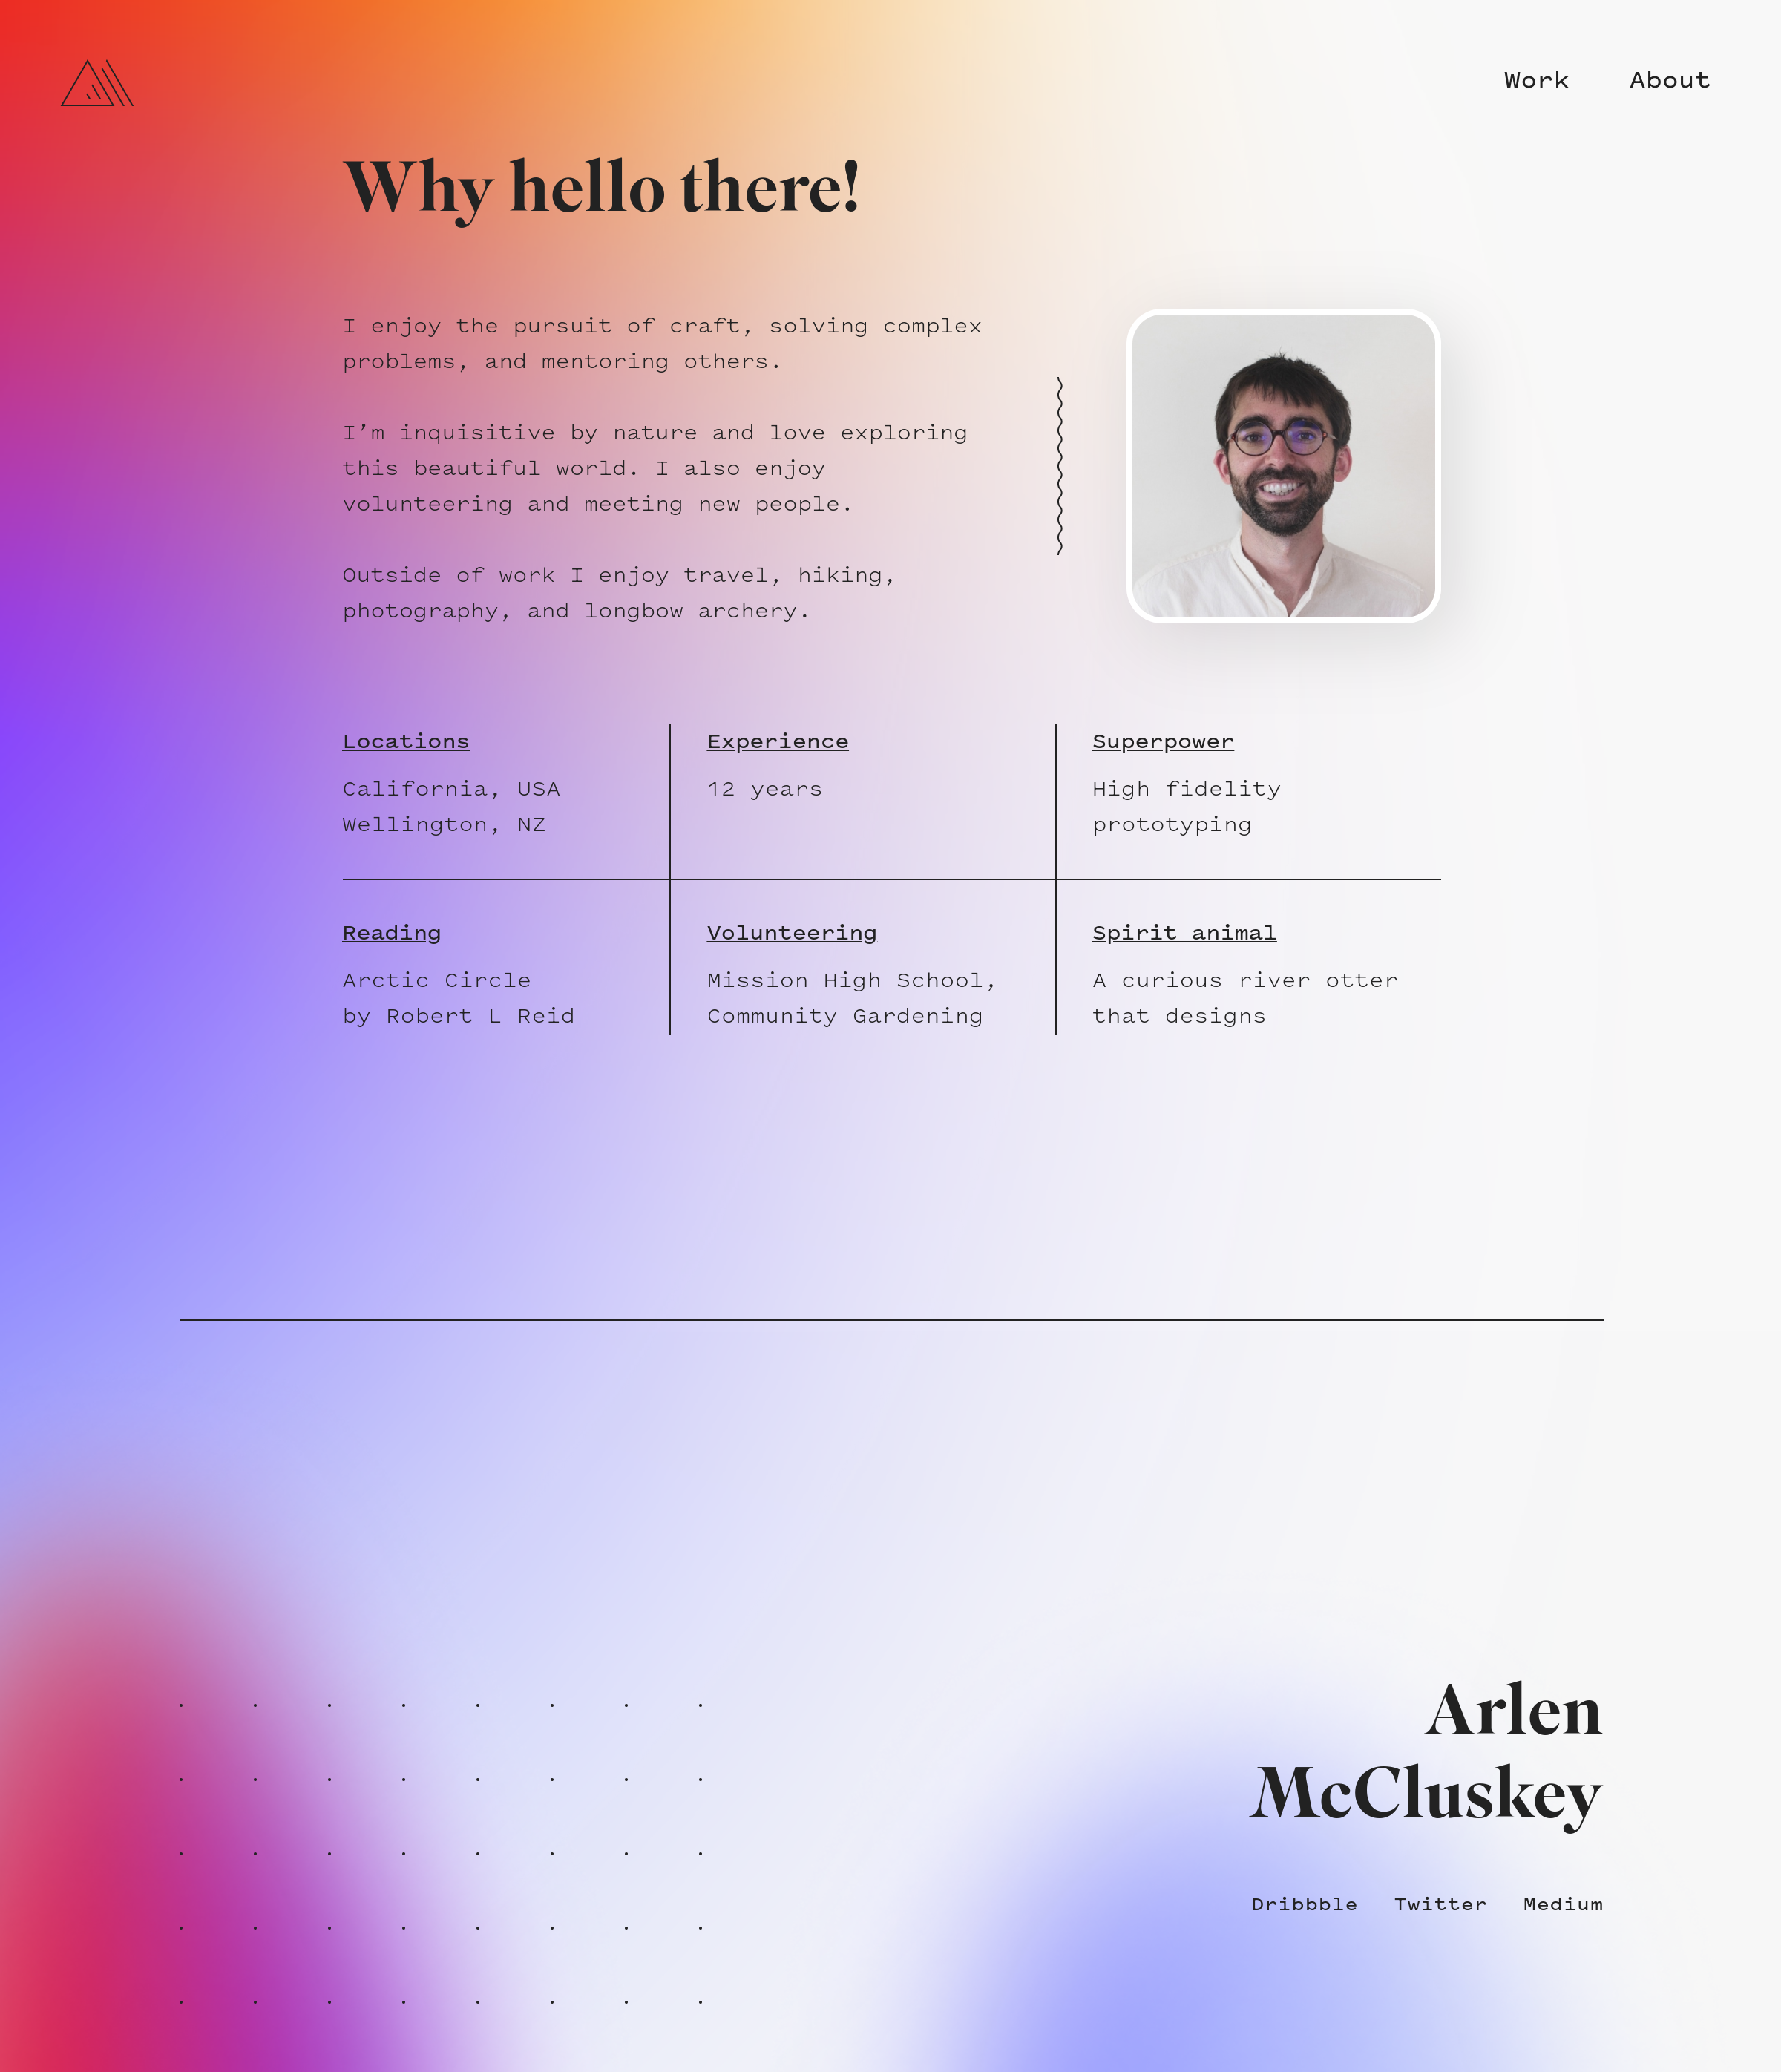 Work About
Why hello there!
I enjoy the pursuit of craft, solving complex
problems, and mentoring others.
I’m inquisitive by nature and love exploring
this beautiful world. I also enjoy
volunteering and meeting new people.
Outside of work I enjoy travel, hiking,
photography, and longbow archery.
Locations
California, USA
Wellington, NZ
Experience
12 years
Superpower
High fidelity
prototyping
Reading
Arctic Circle
by Robert L Reid
Volunteering
Mission High School,
Community Gardening
Spirit animal
A curious river otter
that designs
Arlen
McCluskey
Dribbble Twitter Medium